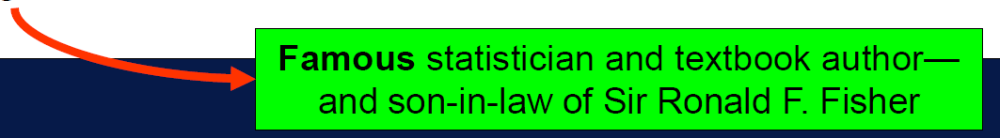 Famous statistician and textbook author—
and son-in-law of Sir Ronald F. Fisher